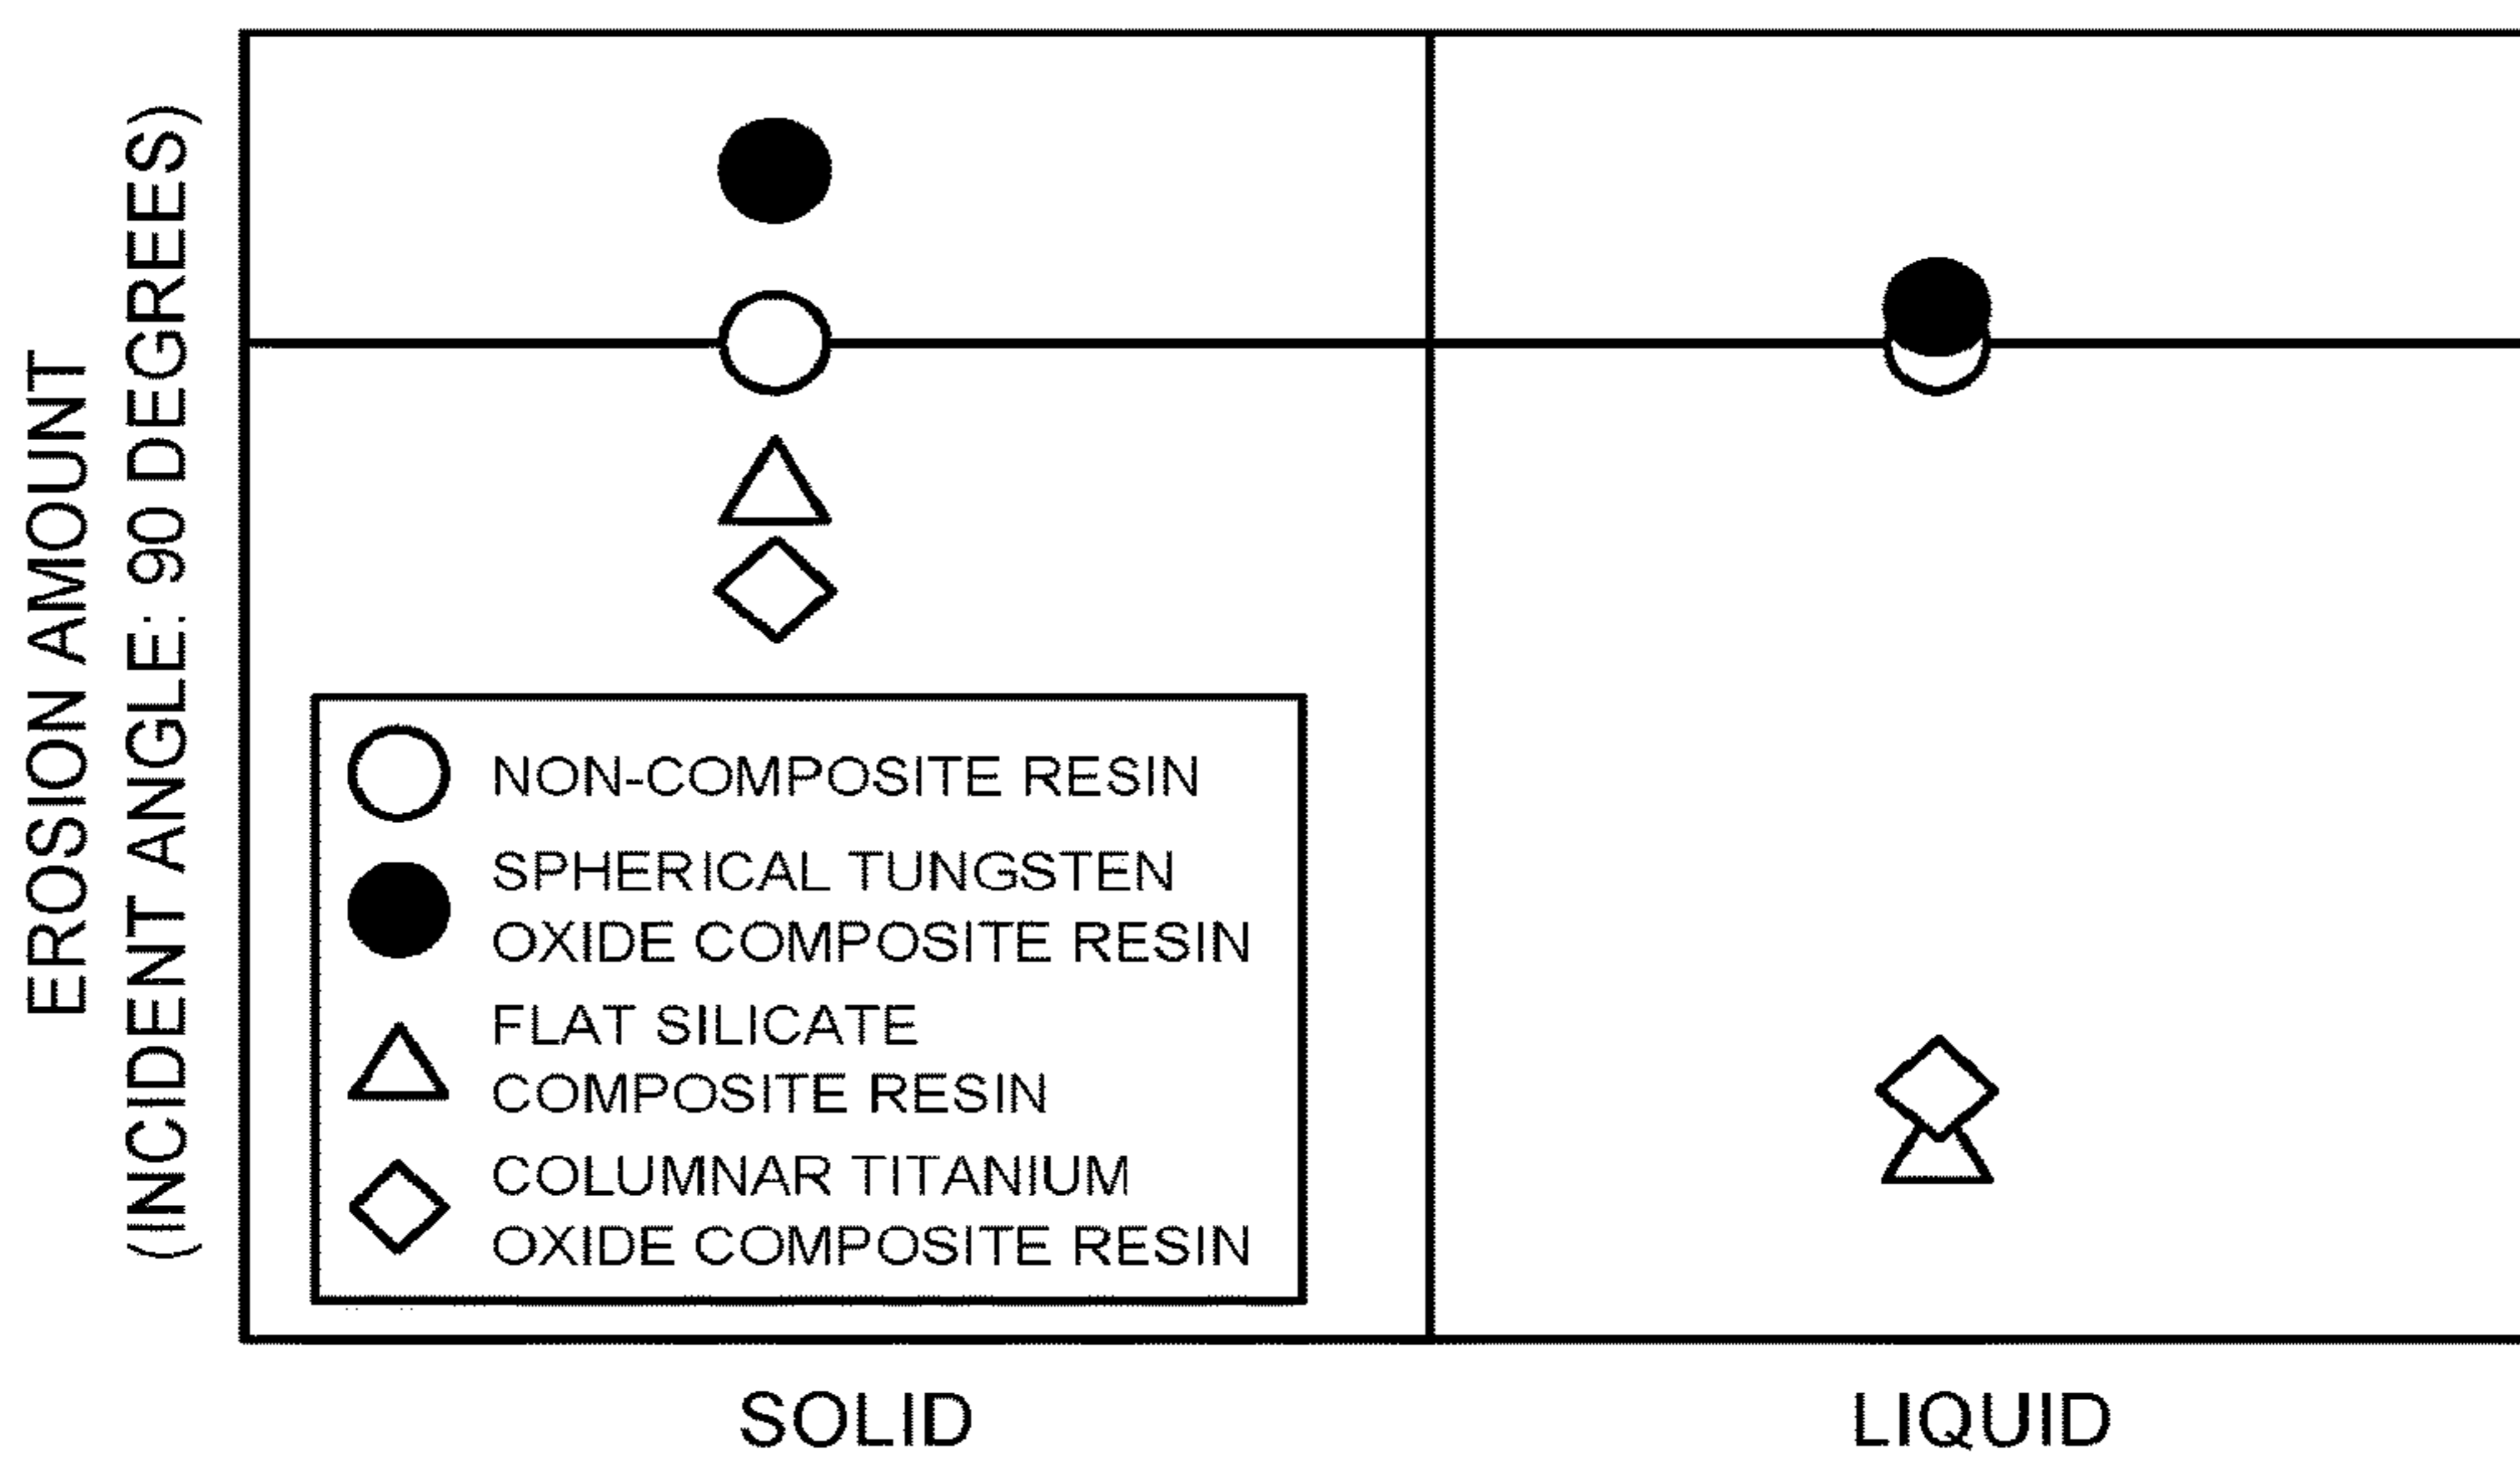 EROSION AMOUNT
(INCIDENT ANGLE: 90 DEGREES)
NON-COMPOSITE RESIN
SPHERICAL TUNGSTEN
OXIDE COMPOSITE RESIN
FLAT SILICATE
COMPOSITE RESIN
COLUMNAR TITANIUM
OXIDE COMPOSITE RESIN
SOLID
LIQUID